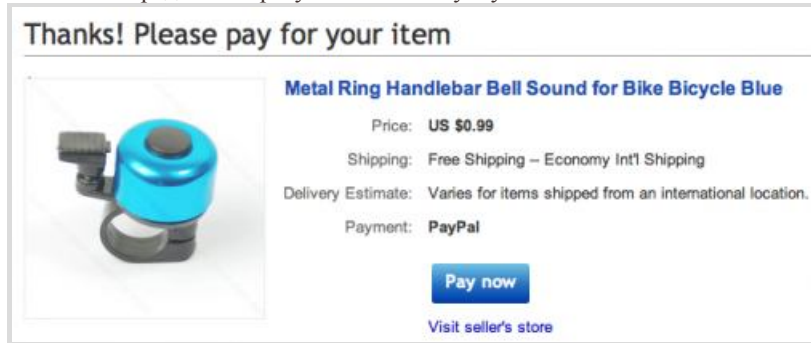 Thanks! Please pay for your item
Metal Ring Handlebar Bell Sound for Bike Bicycle Blue
Price: US $0.99
Shipping: Free Shipping – Economy Int'l Shipping
Delivery Estimate: Varies for items shipped from an international location.
Payment: PayPal
Pay now
Visit seller's store